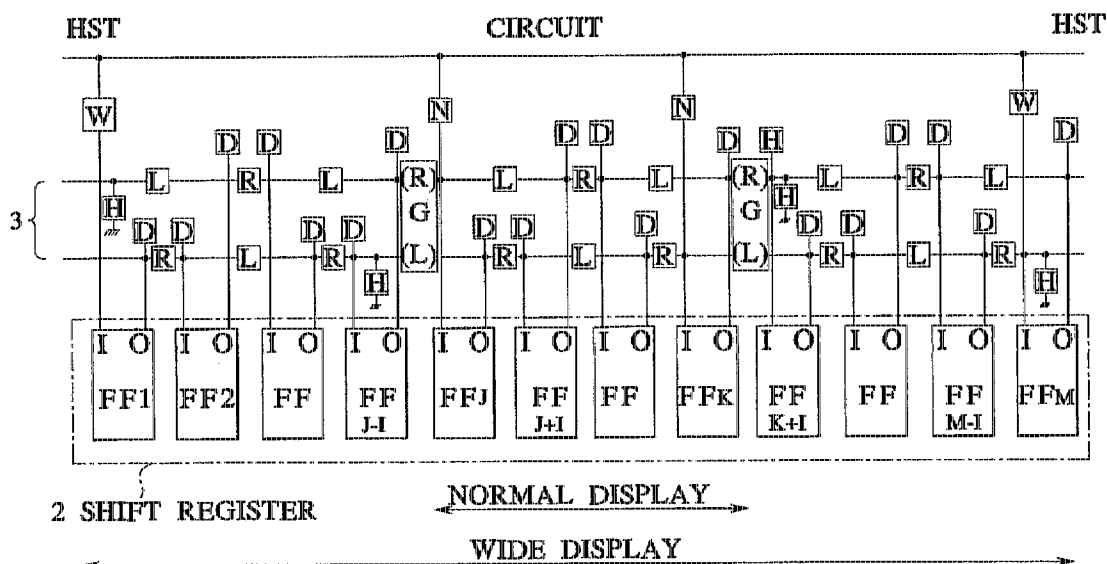 HST CIRCUIT HST
W N N W
D D D D D D H D D D
L R L (R) L R L (R) L R L
3 H G G H
D D D D D D D D D
R L R (L) R L R (L) R L R
H H
I O I O I O I O I O I O I O I O I O I O I O I O
FF1 FF2 FF FF FFJ FF FF FFK FF FF FF FFM
J-I J+I K+I M-I
2 SHIFT REGISTER
NORMAL DISPLAY
WIDE DISPLAY